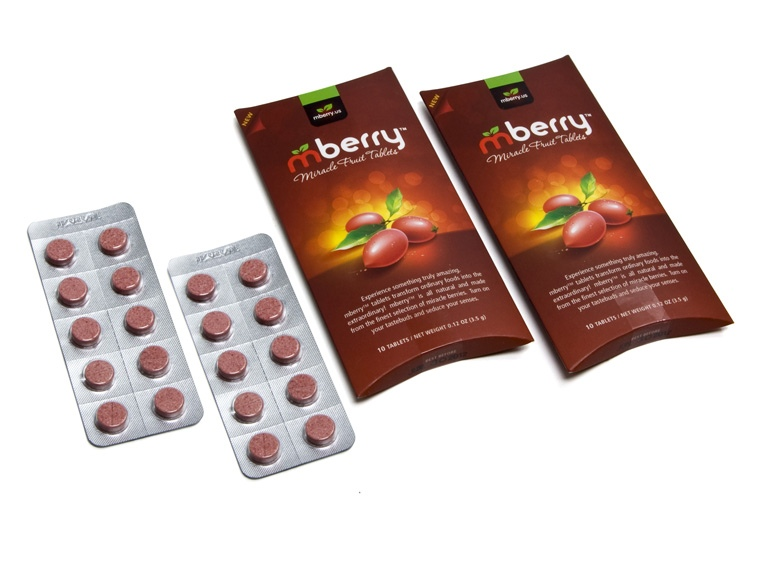 NEW
mberry.us
mberry™
Miracle Fruit Tablets
Experience something truly amazing.
mberry™ tablets transform ordinary foods into the
extraordinary! mberry™ is all natural and made
from the finest selection of miracle berries. Turn on
your tastebuds and seduce your senses.
10 TABLETS / NET WEIGHT 0.12 OZ (3.5 g)
BEST BEFORE
NEW
mberry.us
mberry™
Miracle Fruit Tablets
Experience something truly amazing.
mberry™ tablets transform ordinary foods into the
extraordinary! mberry™ is all natural and made
from the finest selection of miracle berries. Turn on
your tastebuds and seduce your senses.
10 TABLETS / NET WEIGHT 0.12 OZ (3.5 g)